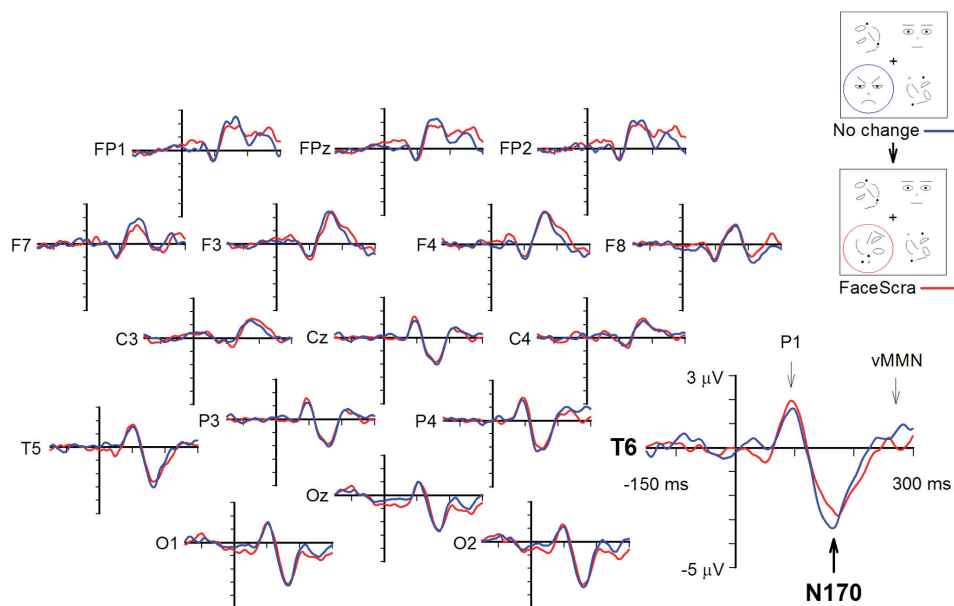 FP1
FPz
FP2
No change
F7
F3
F4
F8
FaceScra
C3
Cz
C4
P1
vMMN
3 µV
T5
P3
P4
T6
-150 ms
300 ms
Oz
O1
O2
-5 µV
N170